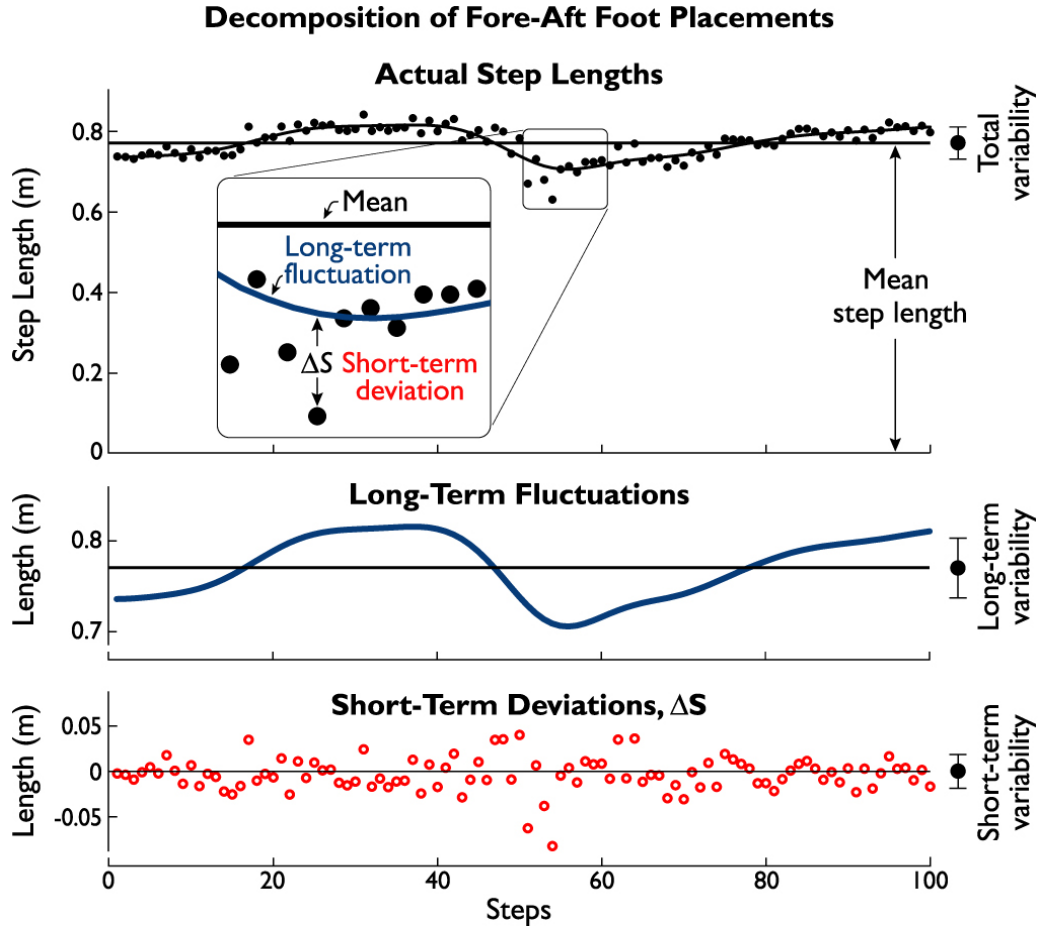 Decomposition of Fore-Aft Foot Placements
Actual Step Lengths
Step Length (m)
0.8
0.6
0.4
0.2
0
Mean
Long-term
fluctuation
ΔS
Short-term
deviation
Mean
step length
Total
variability
Long-Term Fluctuations
Length (m)
0.8
0.7
Long-term
variability
Short-Term Deviations, ΔS
Length (m)
0.05
0
-0.05
Short-term
variability
0
20
40
60
80
100
Steps